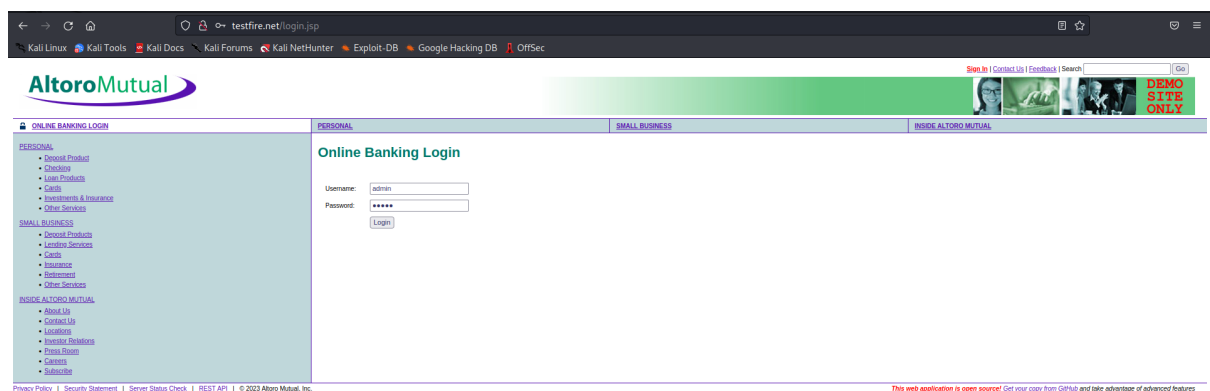 testfire.net/login.jsp
Kali Linux Kali Tools Kali Docs Kali Forums Kali NetHunter Exploit-DB Google Hacking DB OffSec
Sign In | Contact Us | Feedback | Search Go
AltoroMutual
DEMO
SITE
ONLY
ONLINE BANKING LOGIN PERSONAL SMALL BUSINESS INSIDE ALTORO MUTUAL
PERSONAL
• Deposit Product
• Checking
• Loan Products
• Cards
• Investments & Insurance
• Other Services
SMALL BUSINESS
• Deposit Products
• Lending Services
• Cards
• Insurance
• Retirement
• Other Services
INSIDE ALTORO MUTUAL
• About Us
• Contact Us
• Locations
• Investor Relations
• Press Room
• Careers
• Subscribe
Online Banking Login
Username: admin
Password: •••••
Login
Privacy Policy | Security Statement | Server Status Check | REST API | © 2023 Altoro Mutual, Inc. This web application is open source! Get your copy from GitHub and take advantage of advanced features